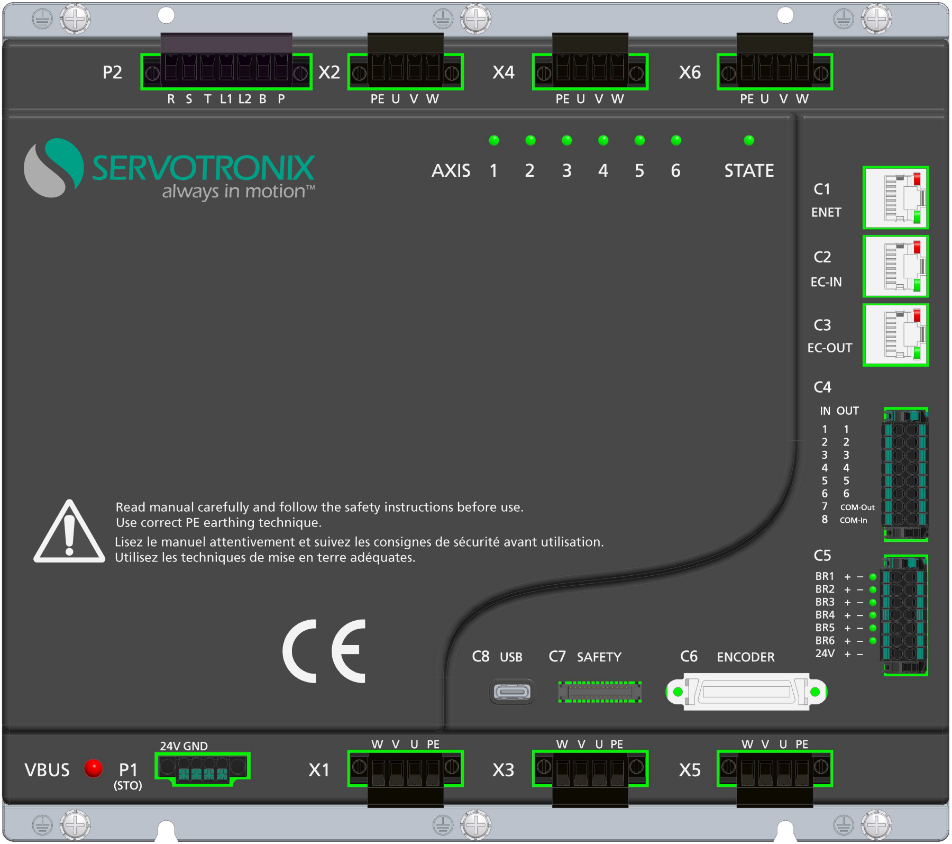 P2
R S T L1 L2 B P
X2
PE U V W
X4
PE U V W
X6
PE U V W
SERVOTRONIX
always in motion™
AXIS 1 2 3 4 5 6 STATE
C1
ENET
C2
EC-IN
C3
EC-OUT
C4
IN OUT
1 1
2 2
3 3
4 4
5 5
6 6
7 COM-Out
8 COM-In
C5
BR1 + –
BR2 + –
BR3 + –
BR4 + –
BR5 + –
BR6 + –
24V + –
Read manual carefully and follow the safety instructions before use.
Use correct PE earthing technique.
Lisez le manuel attentivement et suivez les consignes de sécurité avant utilisation.
Utilisez les techniques de mise en terre adéquates.
CE
C8 USB
C7 SAFETY
C6 ENCODER
VBUS
P1
(STO)
24V GND
X1
W V U PE
X3
W V U PE
X5
W V U PE